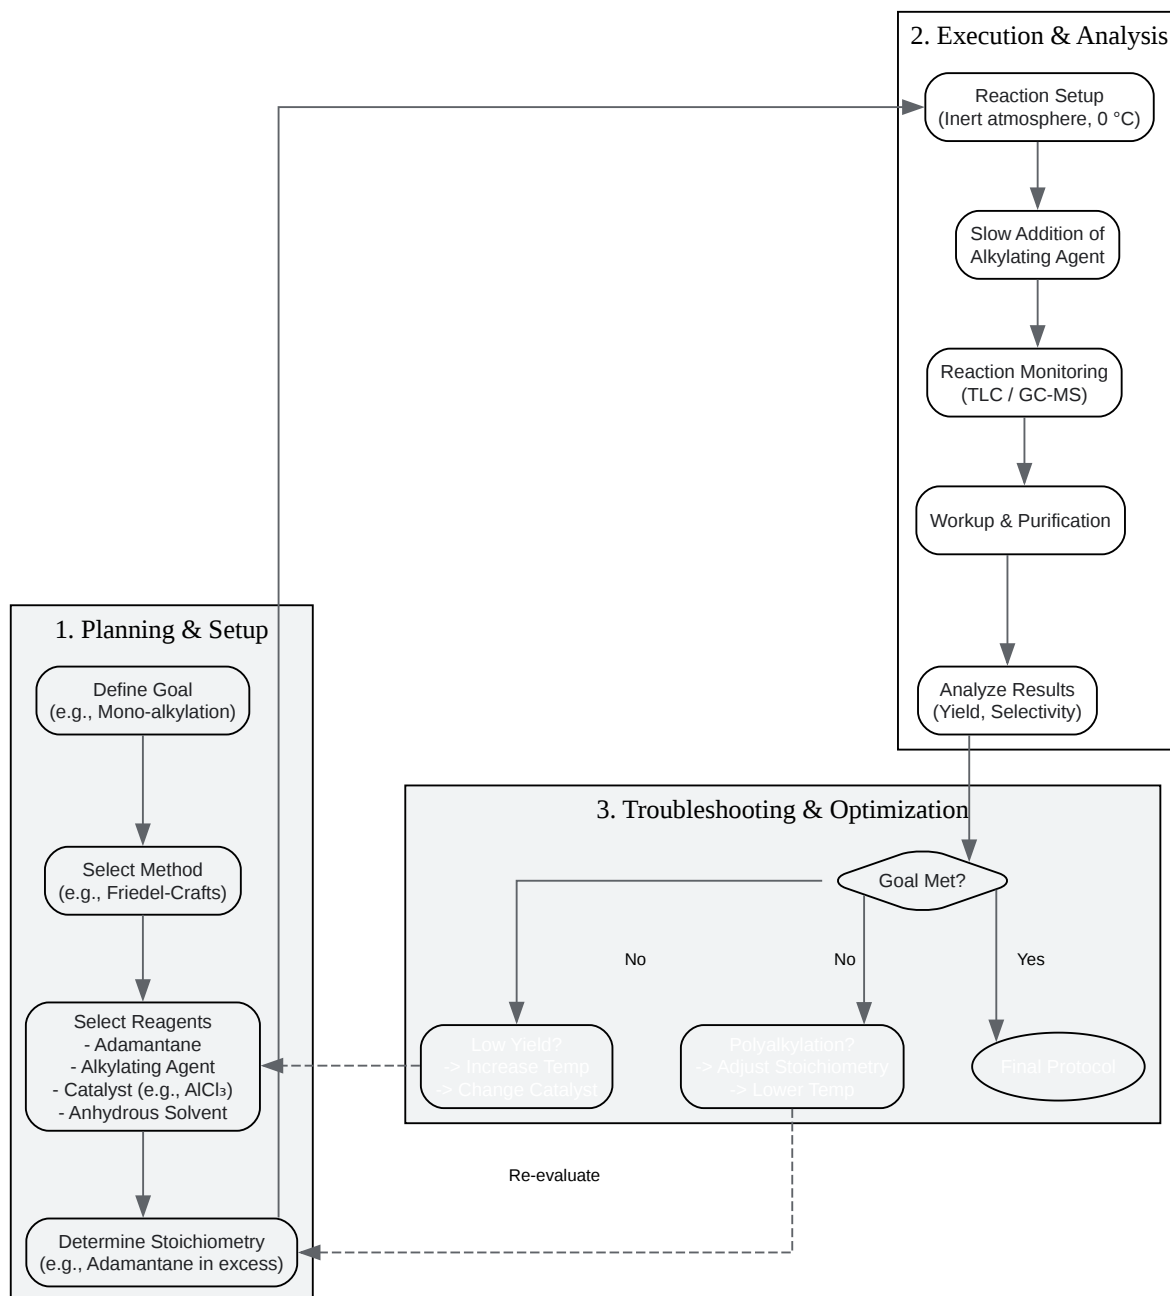 2. Execution & Analysis
Reaction Setup
(Inert atmosphere, 0 °C)
Slow Addition of
Alkylating Agent
Reaction Monitoring
(TLC / GC-MS)
Workup & Purification
Analyze Results
(Yield, Selectivity)
1. Planning & Setup
Define Goal
(e.g., Mono-alkylation)
Select Method
(e.g., Friedel-Crafts)
Select Reagents
- Adamantane
- Alkylating Agent
- Catalyst (e.g., AlCl₃)
- Anhydrous Solvent
Determine Stoichiometry
(e.g., Adamantane in excess)
3. Troubleshooting & Optimization
Goal Met?
No
No
Yes
Low Yield?
-> Increase Temp
-> Change Catalyst
Polyalkylation?
-> Adjust Stoichiometry
-> Lower Temp
Final Protocol
Re-evaluate